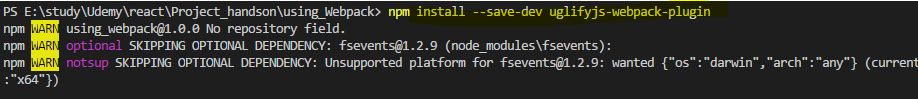 PS E:\study\Udemy\react\Project_handson\using_Webpack> npm install --save-dev uglifyjs-webpack-plugin
npm WARN using_webpack@1.0.0 No repository field.
npm WARN optional SKIPPING OPTIONAL DEPENDENCY: fsevents@1.2.9 (node_modules\fsevents):
npm WARN notsup SKIPPING OPTIONAL DEPENDENCY: Unsupported platform for fsevents@1.2.9: wanted {"os":"darwin","arch":"any"} (current
:"x64"})